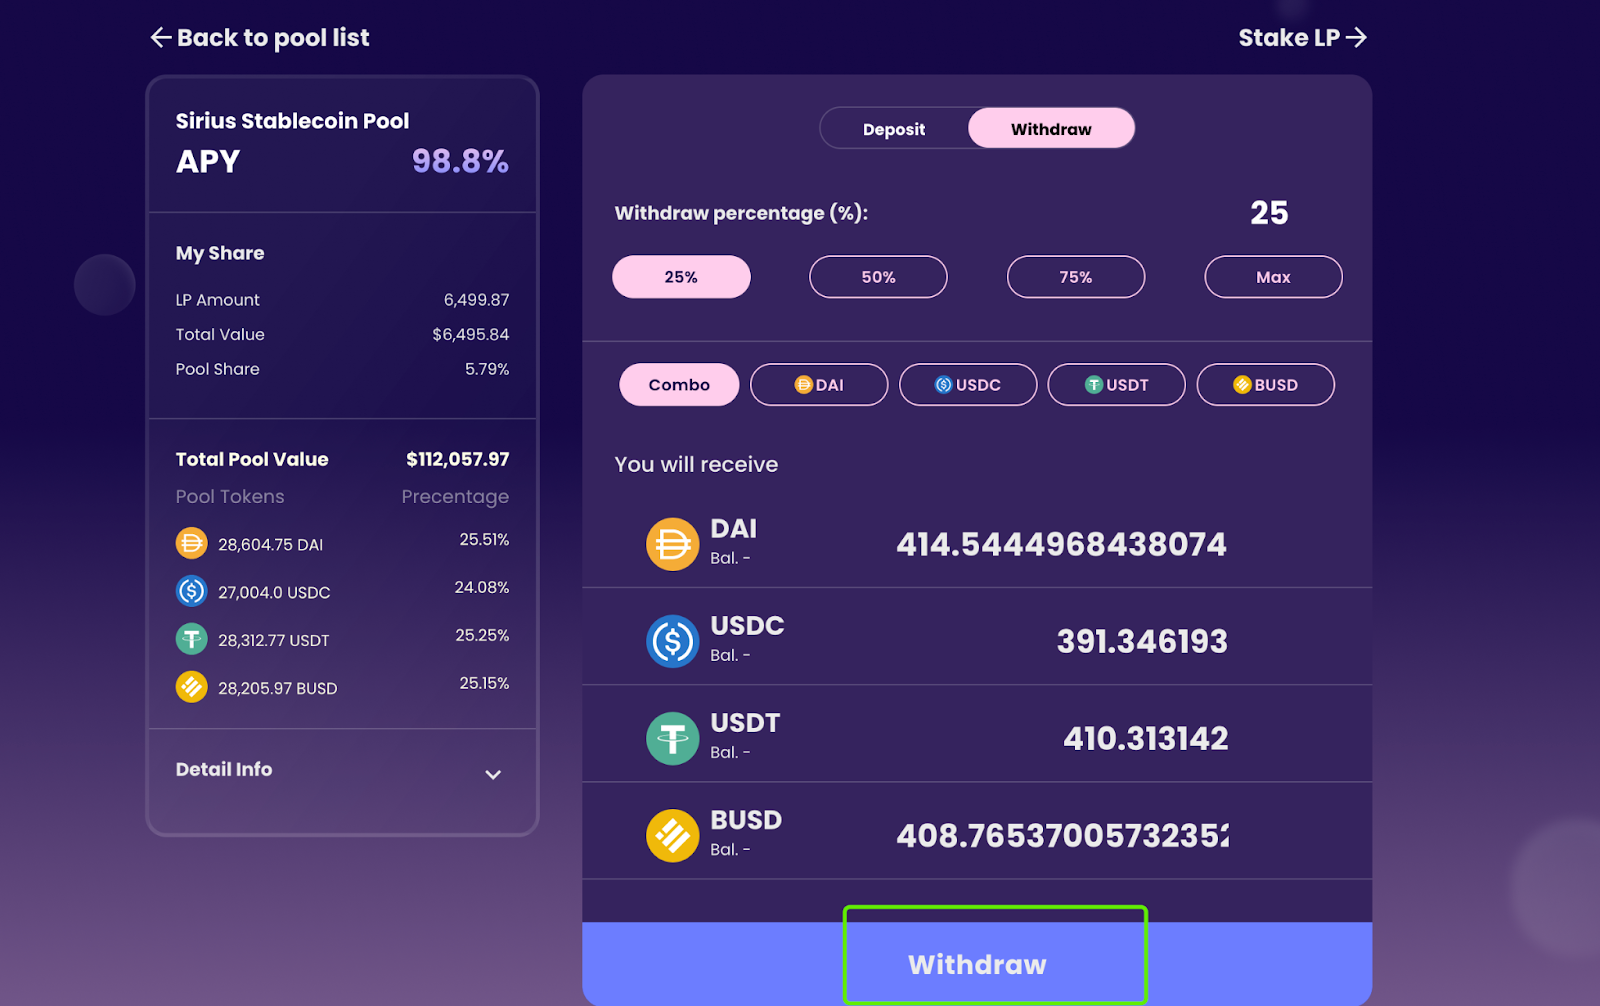 Back to pool list
Stake LP
Sirius Stablecoin Pool
APY 98.8%
My Share
LP Amount 6,499.87
Total Value $6,495.84
Pool Share 5.79%
Total Pool Value $112,057.97
Pool Tokens Precentage
28,604.75 DAI 25.51%
27,004.0 USDC 24.08%
28,312.77 USDT 25.25%
28,205.97 BUSD 25.15%
Detail Info
Deposit Withdraw
Withdraw percentage (%): 25
25% 50% 75% Max
Combo DAI USDC USDT BUSD
You will receive
DAI
Bal. -
414.5444968438074
USDC
Bal. -
391.346193
USDT
Bal. -
410.313142
BUSD
Bal. -
408.76537005732352
Withdraw